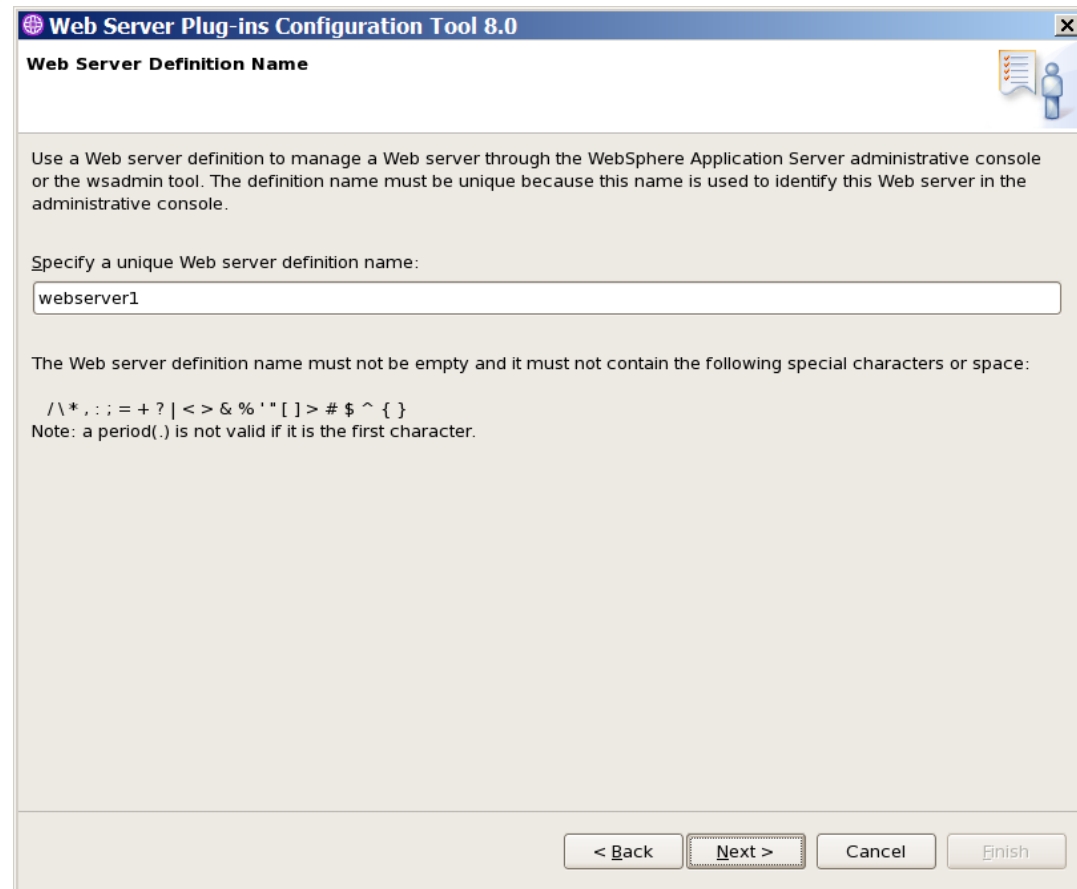 Web Server Plug-ins Configuration Tool 8.0
Web Server Definition Name
Use a Web server definition to manage a Web server through the WebSphere Application Server administrative console
or the wsadmin tool. The definition name must be unique because this name is used to identify this Web server in the
administrative console.
Specify a unique Web server definition name:
webserver1
The Web server definition name must not be empty and it must not contain the following special characters or space:
/ \ * , : ; = + ? | < > & % ' " [ ] > # $ ^ { }
Note: a period(.) is not valid if it is the first character.
< Back
Next >
Cancel
Finish